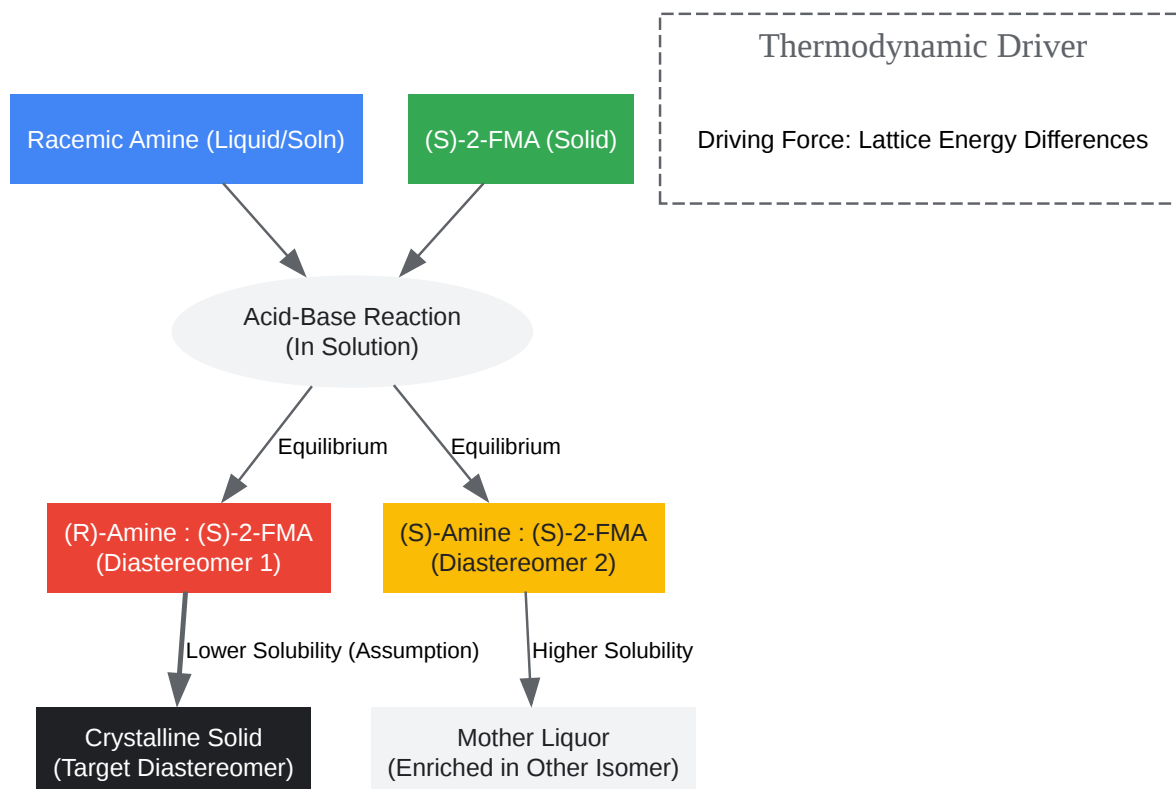 Thermodynamic Driver
Driving Force: Lattice Energy Differences
Racemic Amine (Liquid/Soln)
(S)-2-FMA (Solid)
Acid-Base Reaction
(In Solution)
Equilibrium
Equilibrium
(R)-Amine : (S)-2-FMA
(Diastereomer 1)
(S)-Amine : (S)-2-FMA
(Diastereomer 2)
Lower Solubility (Assumption)
Higher Solubility
Crystalline Solid
(Target Diastereomer)
Mother Liquor
(Enriched in Other Isomer)